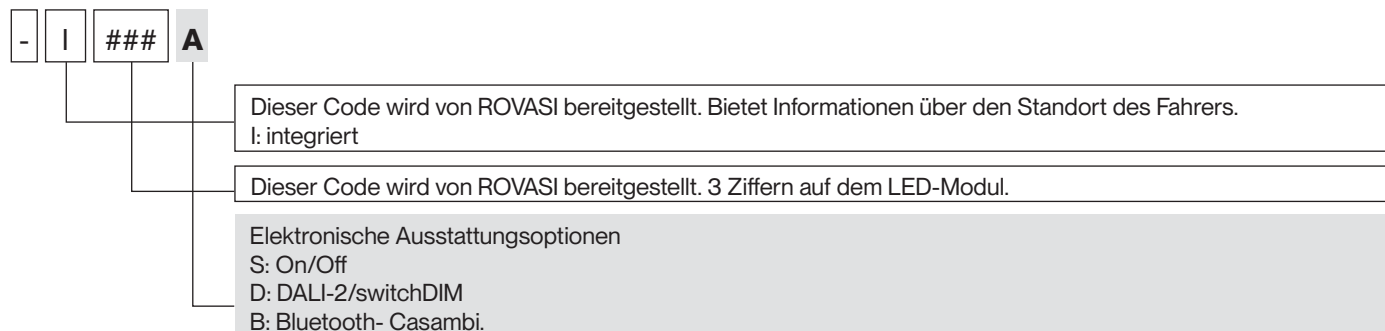 - I ### A
Dieser Code wird von ROVASI bereitgestellt. Bietet Informationen über den Standort des Fahrers.
I: integriert
Dieser Code wird von ROVASI bereitgestellt. 3 Ziffern auf dem LED-Modul.
Elektronische Ausstattungsoptionen
S: On/Off
D: DALI-2/switchDIM
B: Bluetooth- Casambi.